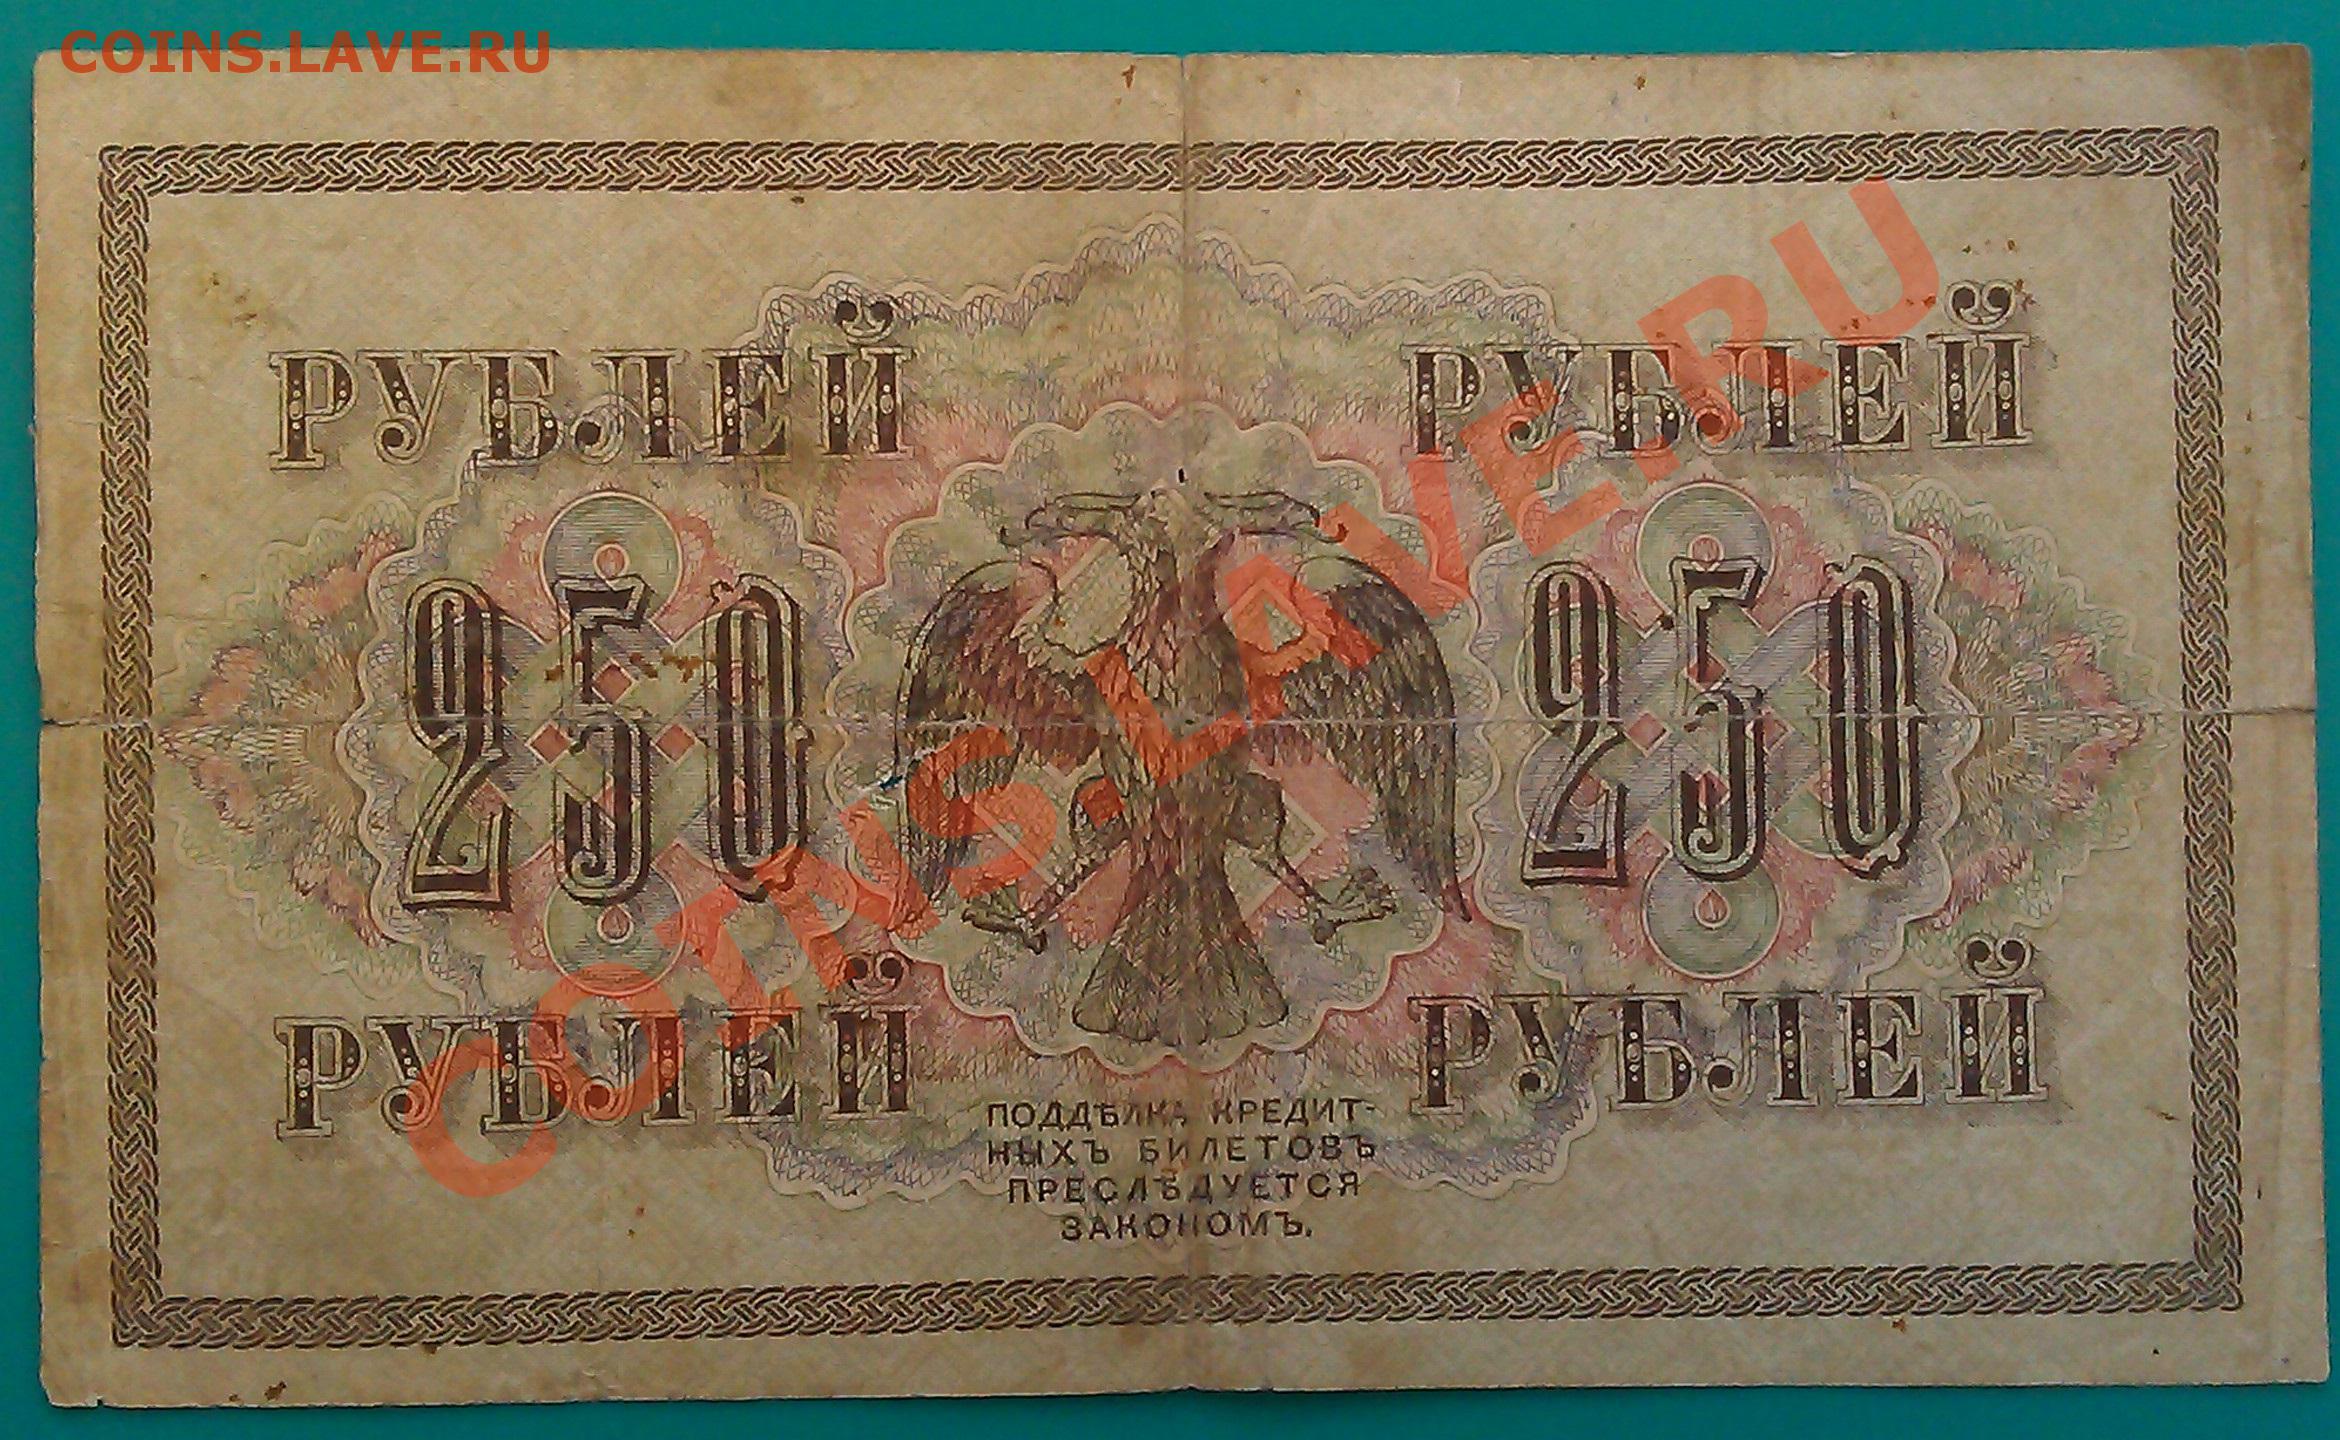 COINS.LAVE.RU
РУБЛЕЙ РУБЛЕЙ
250 250
COINS.LAVE.RU
РУБЛЕЙ РУБЛЕЙ
ПОДДѢЛКА КРЕДИТ-
НЫХЪ БИЛЕТОВЪ
ПРЕСЛѢДУЕТСЯ
ЗАКОНОМЪ.